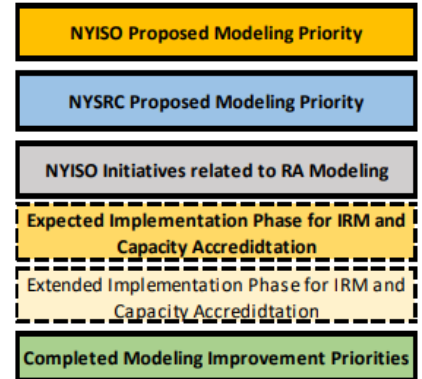 NYISO Proposed Modeling Priority
NYSRC Proposed Modeling Priority
NYISO Initiatives related to RA Modeling
Expected Implementation Phase for IRM and
Capacity Accredidtation
Extended Implementation Phase for IRM and
Capacity Accredidtation
Completed Modeling Improvement Priorities